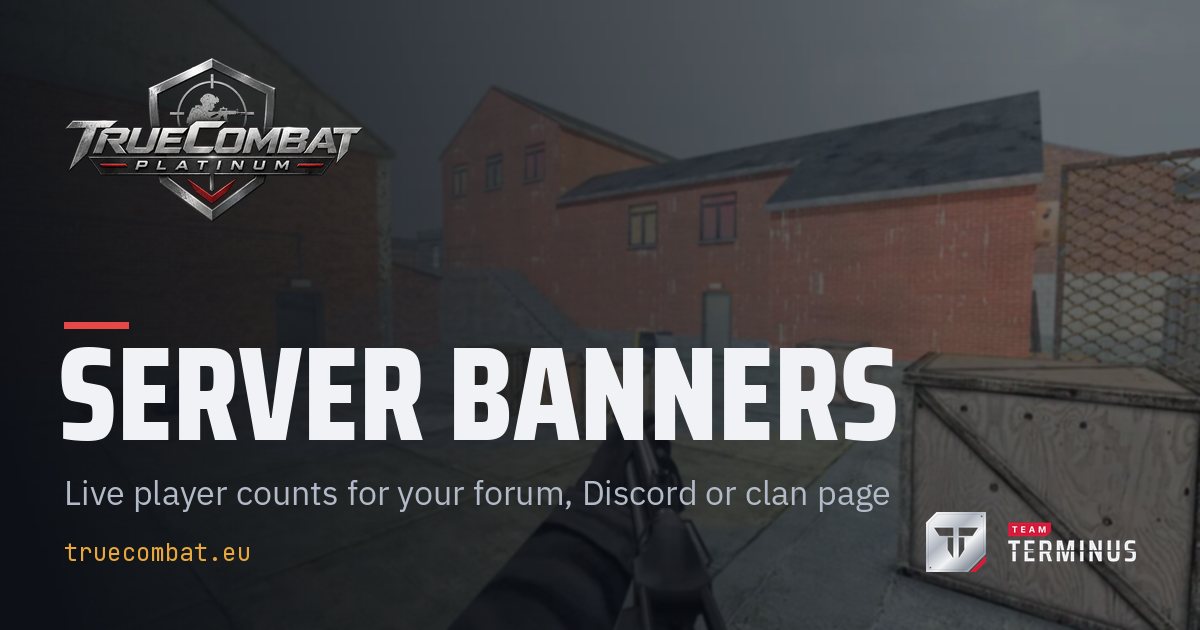 TRUECOMBAT
PLATINUM
SERVER BANNERS
Live player counts for your forum, Discord or clan page
truecombat.eu
TEAM
TERMINUS